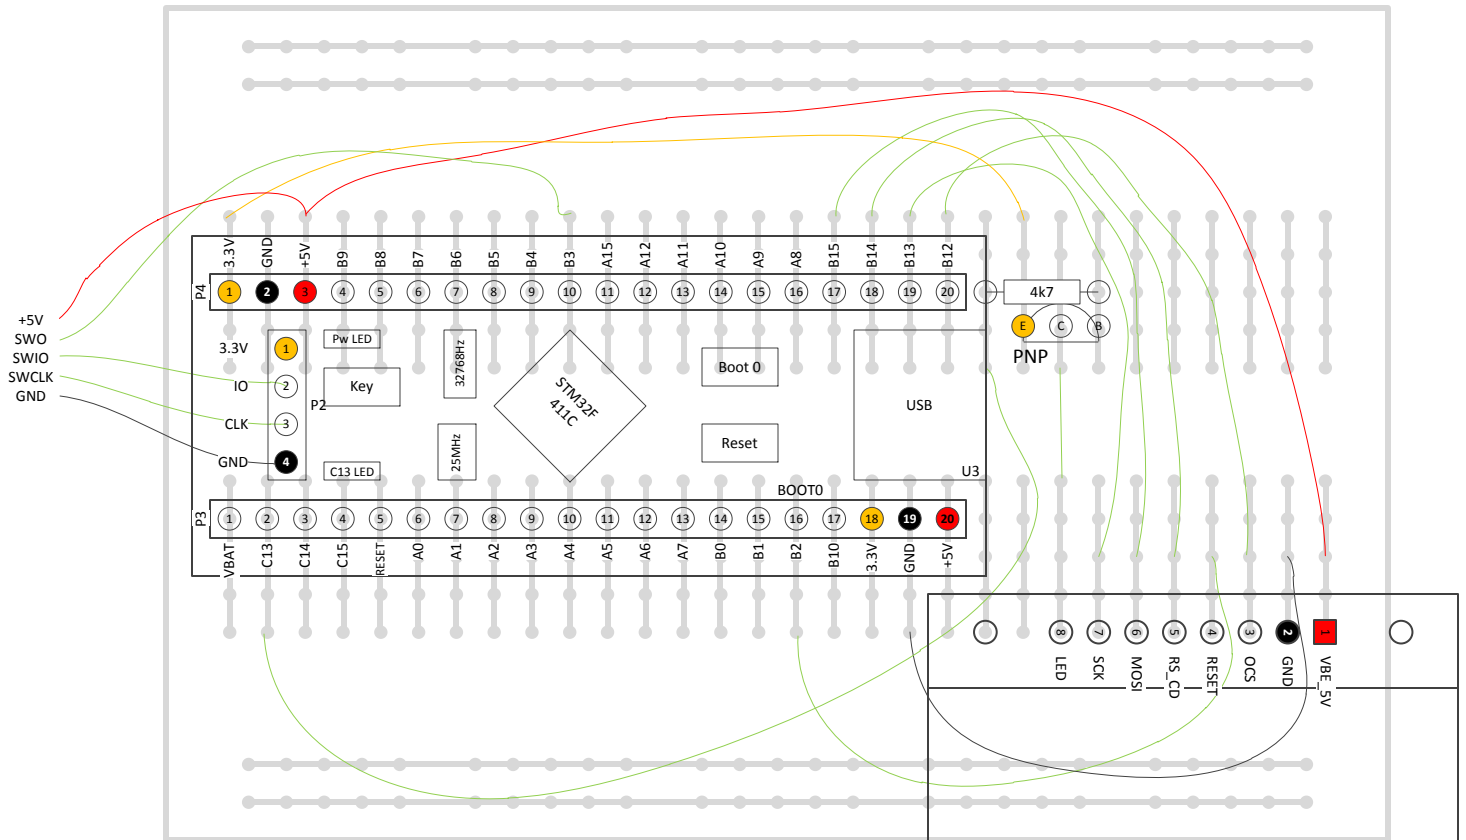 3.3V
GND
+5V
B9
B8
B7
B6
B5
B4
B3
A15
A12
A11
A10
A9
A8
B15
B14
B13
B12
P4
1
2
3
4
5
6
7
8
9
10
11
12
13
14
15
16
17
18
19
20
4k7
E
C
B
PNP
+5V
SWO
SWIO
SWCLK
GND
3.3V
1
IO
2
P2
CLK
3
GND
4
Pw LED
Key
C13 LED
32768Hz
25MHz
STM32F
411C
Boot 0
Reset
USB
U3
BOOT0
P3
1
2
3
4
5
6
7
8
9
10
11
12
13
14
15
16
17
18
19
20
VBAT
C13
C14
C15
RESET
A0
A1
A2
A3
A4
A5
A6
A7
B0
B1
B2
B10
3.3V
GND
+5V
8
7
6
5
4
3
2
1
LED
SCK
MOSI
RS_CD
RESET
OCS
GND
VBE_5V